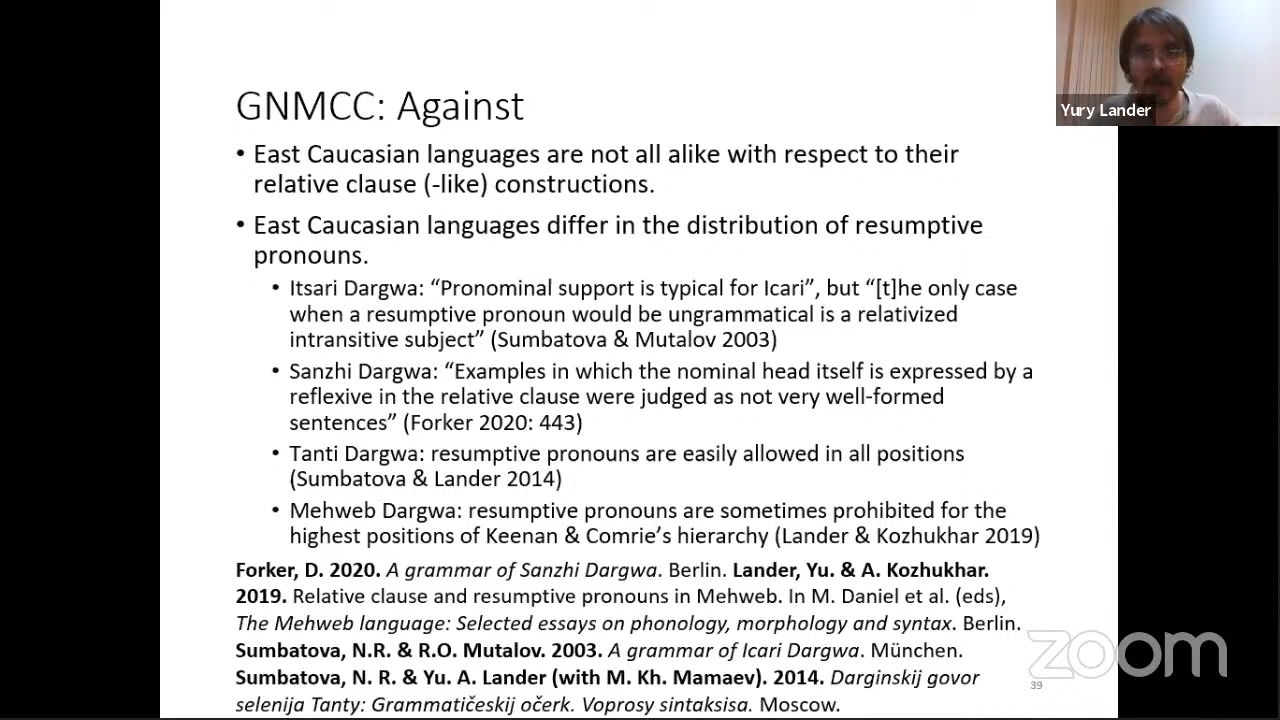 GNMCC: Against
• East Caucasian languages are not all alike with respect to their
relative clause (-like) constructions.
• East Caucasian languages differ in the distribution of resumptive
pronouns.
• Itsari Dargwa: “Pronominal support is typical for Icari”, but “[t]he only case
when a resumptive pronoun would be ungrammatical is a relativized
intransitive subject” (Sumbatova & Mutalov 2003)
• Sanzhi Dargwa: “Examples in which the nominal head itself is expressed by a
reflexive in the relative clause were judged as not very well-formed
sentences” (Forker 2020: 443)
• Tanti Dargwa: resumptive pronouns are easily allowed in all positions
(Sumbatova & Lander 2014)
• Mehweb Dargwa: resumptive pronouns are sometimes prohibited for the
highest positions of Keenan & Comrie’s hierarchy (Lander & Kozhukhar 2019)
Forker, D. 2020. A grammar of Sanzhi Dargwa. Berlin. Lander, Yu. & A. Kozhukhar.
2019. Relative clause and resumptive pronouns in Mehweb. In M. Daniel et al. (eds),
The Mehweb language: Selected essays on phonology, morphology and syntax. Berlin.
Sumbatova, N.R. & R.O. Mutalov. 2003. A grammar of Icari Dargwa. München.
Sumbatova, N. R. & Yu. A. Lander (with M. Kh. Mamaev). 2014. Darginskij govor
selenija Tanty: Grammatičeskij očerk. Voprosy sintaksisa. Moscow.
39
Yury Lander
zoom